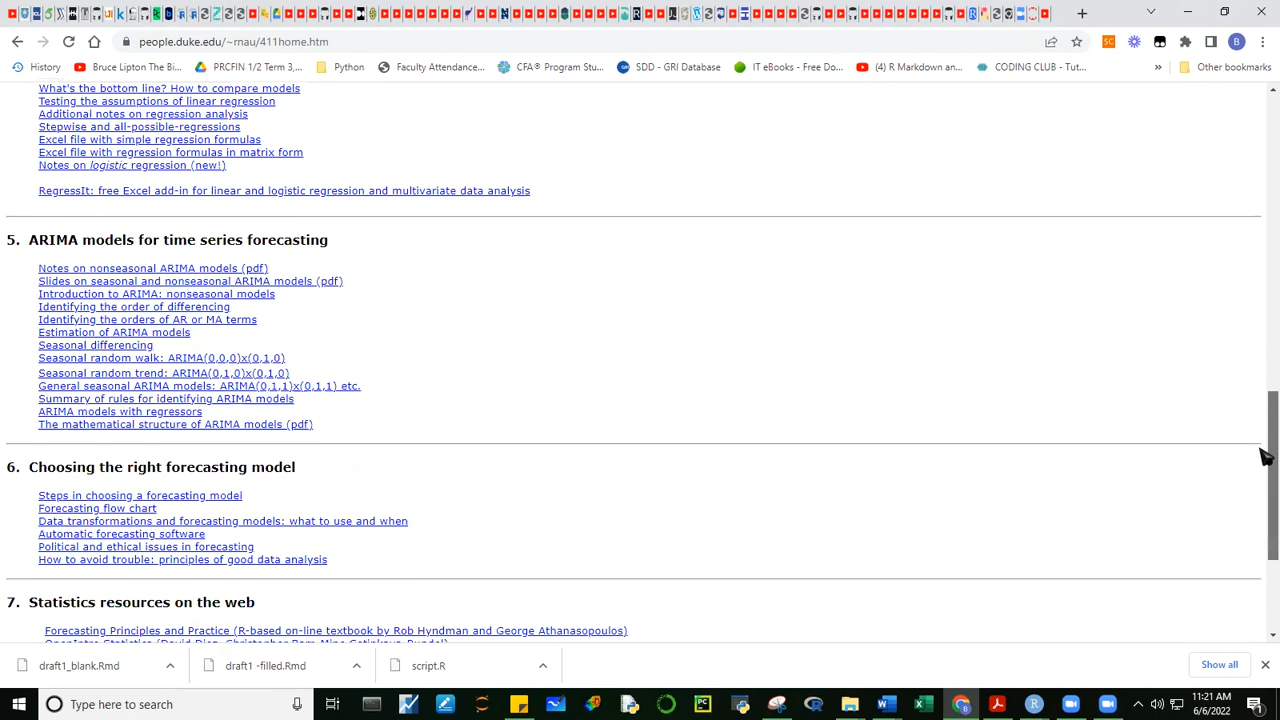 people.duke.edu/~rnau/411home.htm
History
Bruce Lipton The Bi...
PRCFIN 1/2 Term 3,...
Python
Faculty Attendance...
CFA® Program Stu...
SDD - GRI Database
IT eBooks - Free Do...
(4) R Markdown an...
CODING CLUB - Tut...
»
Other bookmarks
What's the bottom line? How to compare models
Testing the assumptions of linear regression
Additional notes on regression analysis
Stepwise and all-possible-regressions
Excel file with simple regression formulas
Excel file with regression formulas in matrix form
Notes on logistic regression (new!)
RegressIt: free Excel add-in for linear and logistic regression and multivariate data analysis
5. ARIMA models for time series forecasting
Notes on nonseasonal ARIMA models (pdf)
Slides on seasonal and nonseasonal ARIMA models (pdf)
Introduction to ARIMA: nonseasonal models
Identifying the order of differencing
Identifying the orders of AR or MA terms
Estimation of ARIMA models
Seasonal differencing
Seasonal random walk: ARIMA(0,0,0)x(0,1,0)
Seasonal random trend: ARIMA(0,1,0)x(0,1,0)
General seasonal ARIMA models: ARIMA(0,1,1)x(0,1,1) etc.
Summary of rules for identifying ARIMA models
ARIMA models with regressors
The mathematical structure of ARIMA models (pdf)
6. Choosing the right forecasting model
Steps in choosing a forecasting model
Forecasting flow chart
Data transformations and forecasting models: what to use and when
Automatic forecasting software
Political and ethical issues in forecasting
How to avoid trouble: principles of good data analysis
7. Statistics resources on the web
Forecasting Principles and Practice (R-based on-line textbook by Rob Hyndman and George Athanasopoulos)
draft1_blank.Rmd
draft1 -filled.Rmd
script.R
Show all
Type here to search
11:21 AM
6/6/2022